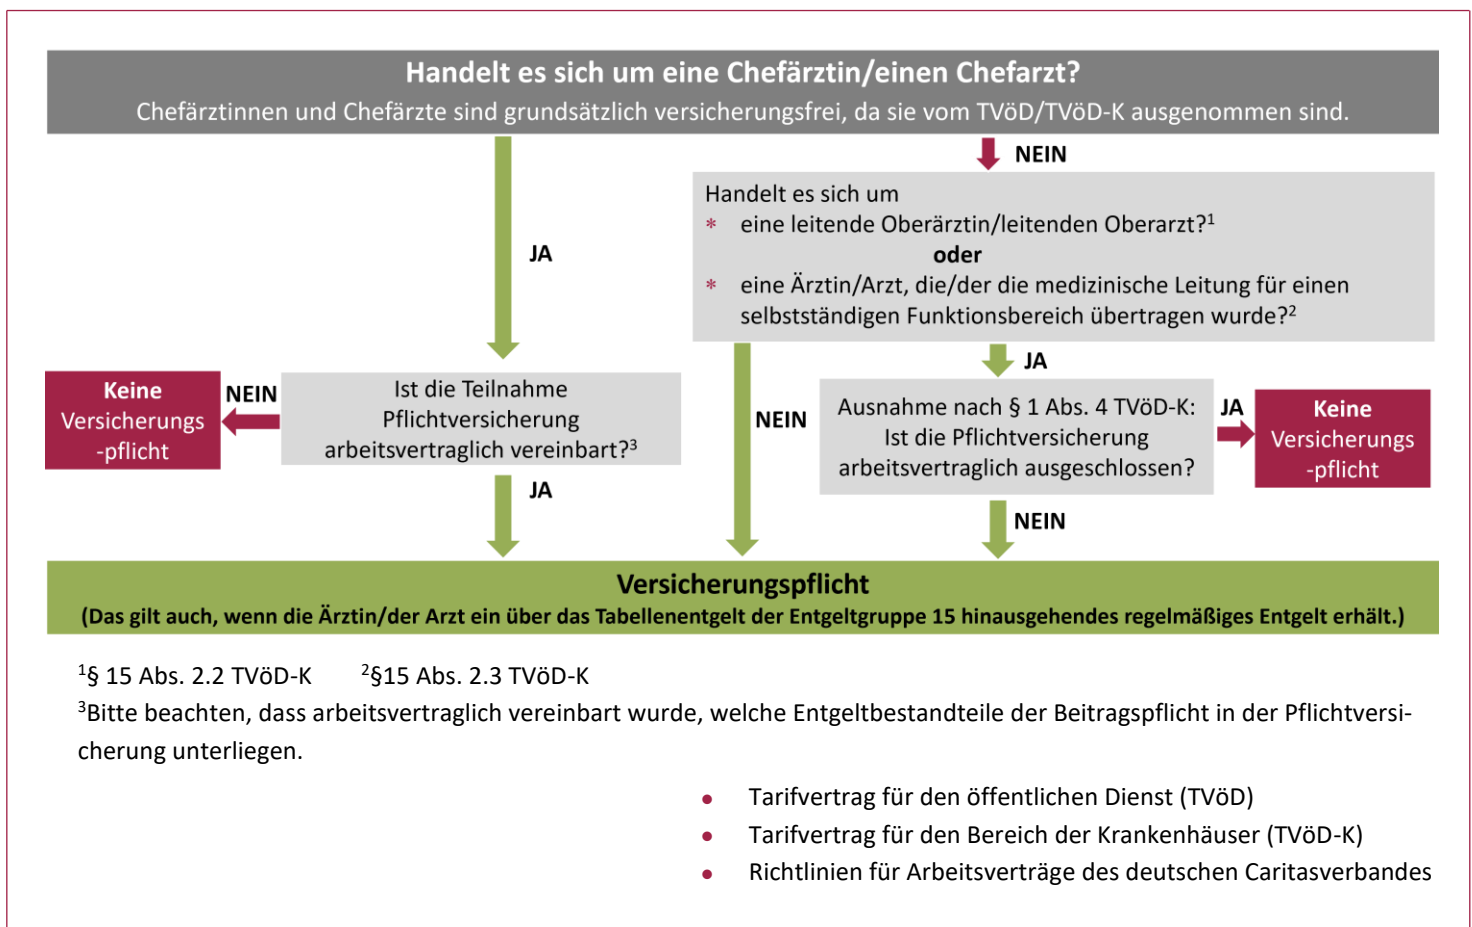 Handelt es sich um eine Chefärztin/einen Chefarzt?
Chefärztinnen und Chefärzte sind grundsätzlich versicherungsfrei, da sie vom TVöD/TVöD-K ausgenommen sind.
NEIN
Handelt es sich um
* eine leitende Oberärztin/leitenden Oberarzt?¹
oder
* eine Ärztin/Arzt, die/der die medizinische Leitung für einen
selbstständigen Funktionsbereich übertragen wurde?²
JA
JA
Keine
Versicherungs
-pflicht
NEIN
Ist die Teilnahme
Pflichtversicherung
arbeitsvertraglich vereinbart?³
NEIN
Ausnahme nach § 1 Abs. 4 TVöD-K:
Ist die Pflichtversicherung
arbeitsvertraglich ausgeschlossen?
JA
Keine
Versicherungs
-pflicht
JA
NEIN
Versicherungspflicht
(Das gilt auch, wenn die Ärztin/der Arzt ein über das Tabellenentgelt der Entgeltgruppe 15 hinausgehendes regelmäßiges Entgelt erhält.)
¹§ 15 Abs. 2.2 TVöD-K ²§15 Abs. 2.3 TVöD-K
³Bitte beachten, dass arbeitsvertraglich vereinbart wurde, welche Entgeltbestandteile der Beitragspflicht in der Pflichtversi-
cherung unterliegen.
• Tarifvertrag für den öffentlichen Dienst (TVöD)
• Tarifvertrag für den Bereich der Krankenhäuser (TVöD-K)
• Richtlinien für Arbeitsverträge des deutschen Caritasverbandes